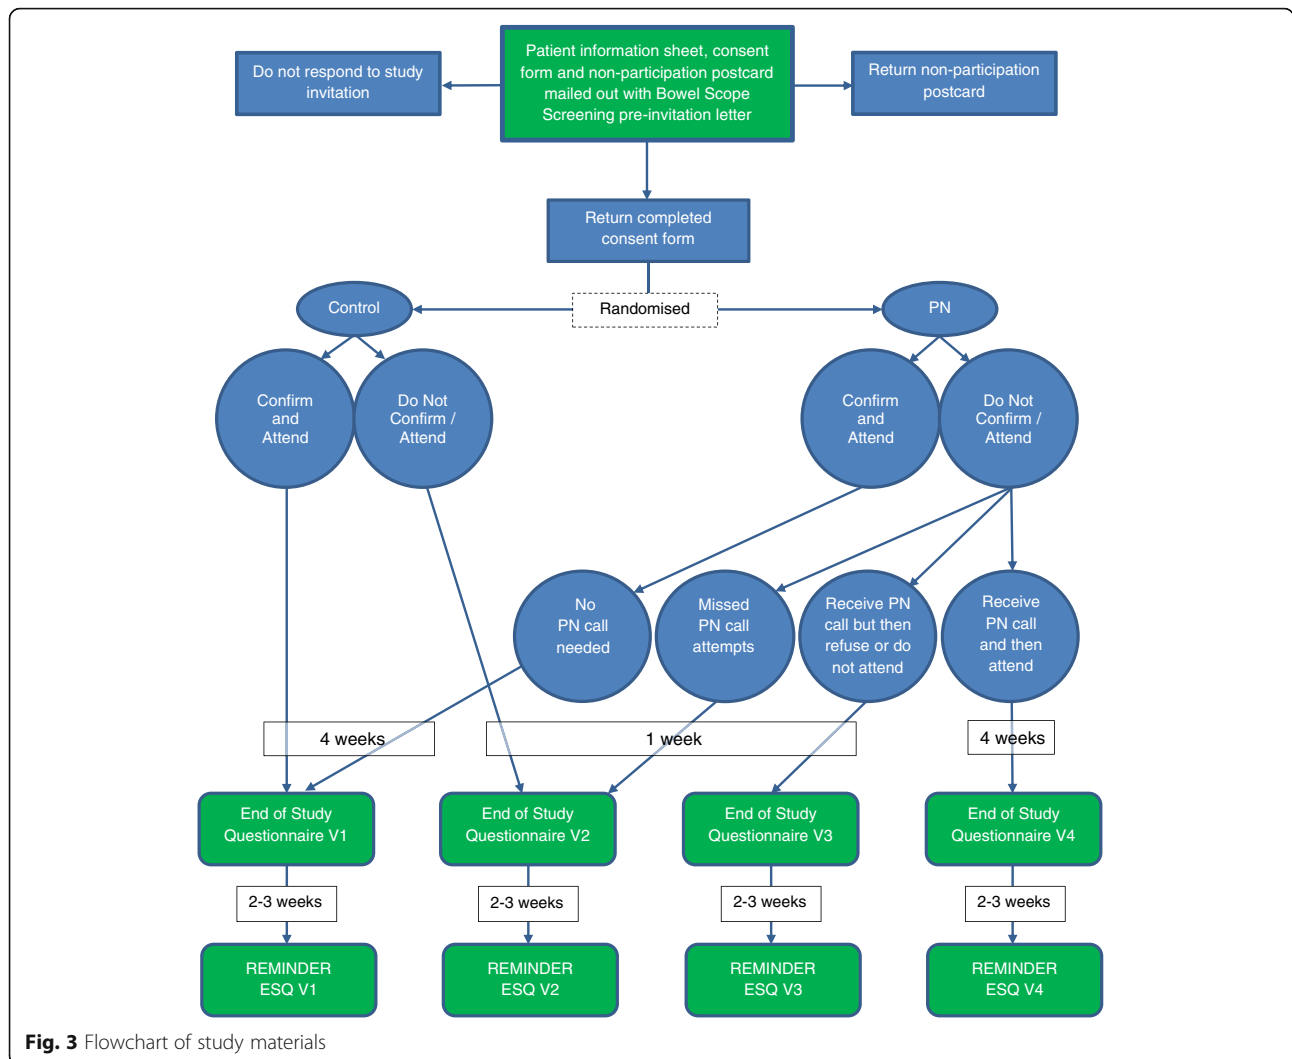 Patient information sheet, consent
form and non-participation postcard
mailed out with Bowel Scope
Screening pre-invitation letter
Do not respond to study
invitation
Return non-participation
postcard
Return completed
consent form
Control
Randomised
PN
Confirm
and
Attend
Do Not
Confirm /
Attend
Confirm
and
Attend
Do Not
Confirm /
Attend
No
PN call
needed
Missed
PN call
attempts
Receive PN
call but then
refuse or do
not attend
Receive
PN call
and then
attend
4 weeks
1 week
4 weeks
End of Study
Questionnaire V1
End of Study
Questionnaire V2
End of Study
Questionnaire V3
End of Study
Questionnaire V4
2-3 weeks
2-3 weeks
2-3 weeks
2-3 weeks
REMINDER
ESQ V1
REMINDER
ESQ V2
REMINDER
ESQ V3
REMINDER
ESQ V4
Fig. 3 Flowchart of study materials